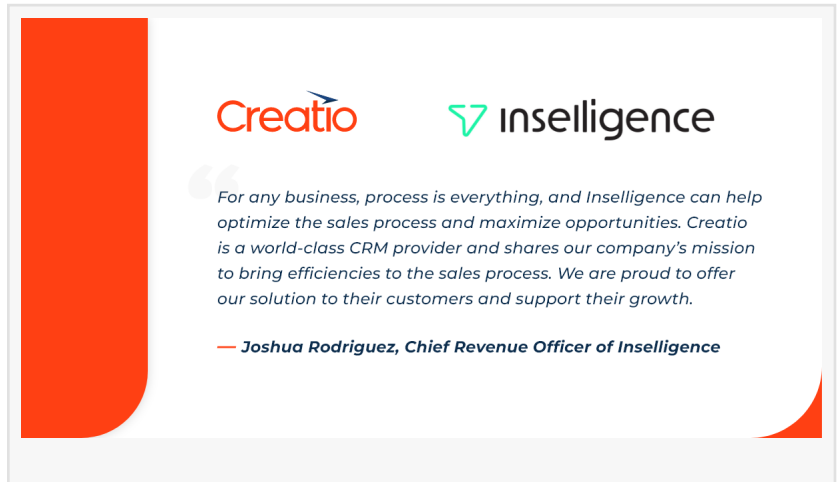 Creatio
ınsellıgence
For any business, process is everything, and Inselligence can help
optimize the sales process and maximize opportunities. Creatio
is a world-class CRM provider and shares our company’s mission
to bring efficiencies to the sales process. We are proud to offer
our solution to their customers and support their growth.
— Joshua Rodriguez, Chief Revenue Officer of Inselligence